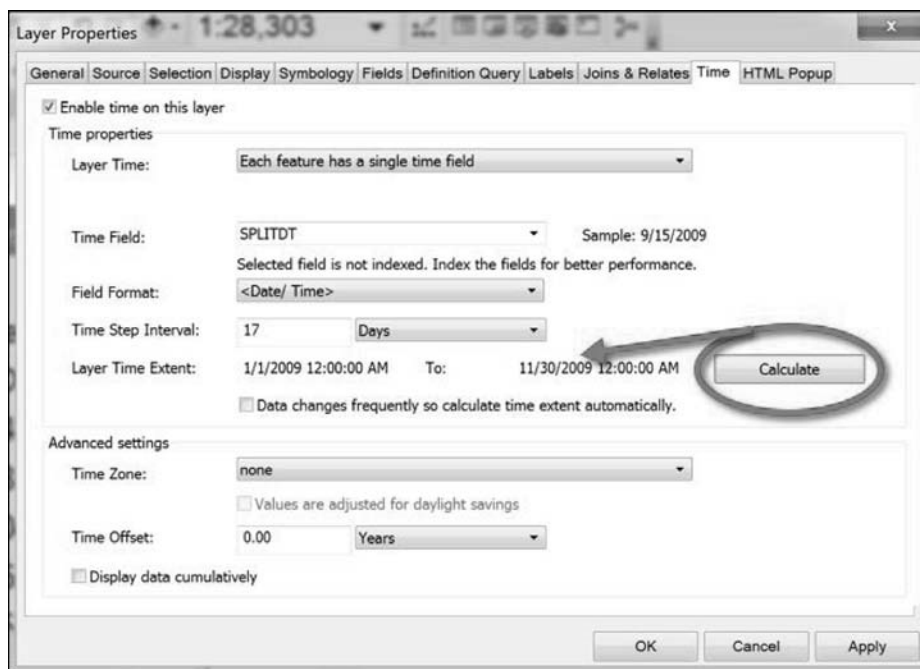 1:28,303
Layer Properties
x
General Source Selection Display Symbology Fields Definition Query Labels Joins & Relates Time HTML Popup
Enable time on this layer
Time properties
Layer Time: Each feature has a single time field
Time Field: SPLITDT Sample: 9/15/2009
Selected field is not indexed. Index the fields for better performance.
Field Format: <Date/ Time>
Time Step Interval: 17 Days
Layer Time Extent: 1/1/2009 12:00:00 AM To: 11/30/2009 12:00:00 AM Calculate
Data changes frequently so calculate time extent automatically.
Advanced settings
Time Zone: none
Values are adjusted for daylight savings
Time Offset: 0.00 Years
Display data cumulatively
OK Cancel Apply